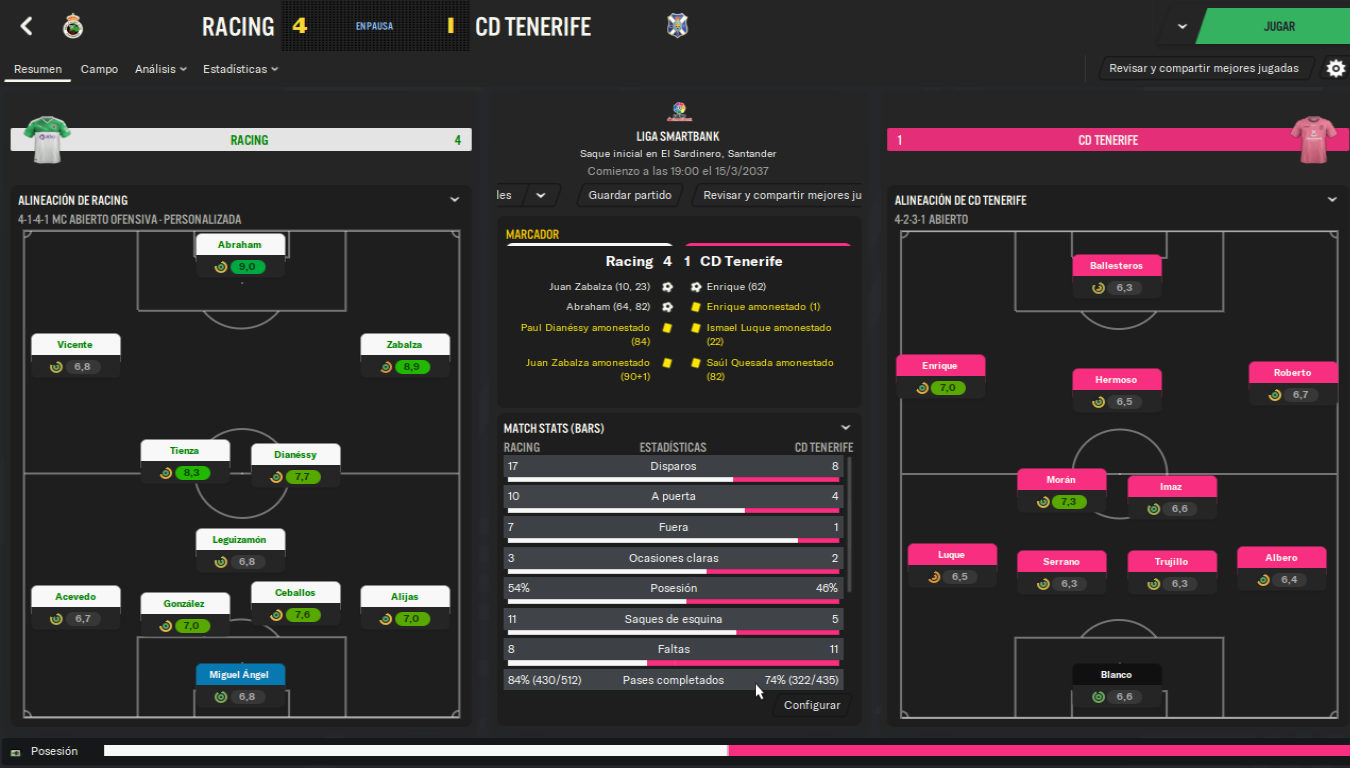 RACING
4
EN PAUSA
1
CD TENERIFE
JUGAR
Resumen
Campo
Análisis
Estadísticas
Revisar y compartir mejores jugadas
RACING
4
LIGA SMARTBANK
Saque inicial en El Sardinero, Santander
Comienzo a las 19:00 el 15/3/2037
les
Guardar partido
Revisar y compartir mejores ju
1
CD TENERIFE
ALINEACIÓN DE RACING
4-1-4-1 MC ABIERTO OFENSIVA - PERSONALIZADA
Abraham
9,0
Vicente
6,8
Zabalza
8,9
Tienza
8,3
Dianéssy
7,7
Leguizamón
6,8
Acevedo
6,7
González
7,0
Ceballos
7,6
Alijas
7,0
Miguel Ángel
6,8
MARCADOR
Racing 4 1 CD Tenerife
Juan Zabalza (10, 23)
Enrique (62)
Abraham (64, 82)
Enrique amonestado (1)
Paul Dianéssy amonestado
(84)
Ismael Luque amonestado
(22)
Juan Zabalza amonestado
(90+1)
Saúl Quesada amonestado
(82)
MATCH STATS (BARS)
RACING ESTADÍSTICAS CD TENERIFE
17 Disparos 8
10 A puerta 4
7 Fuera 1
3 Ocasiones claras 2
54% Posesión 46%
11 Saques de esquina 5
8 Faltas 11
84% (430/512) Pases completados 74% (322/435)
Configurar
ALINEACIÓN DE CD TENERIFE
4-2-3-1 ABIERTO
Ballesteros
6,3
Enrique
7,0
Hermoso
6,5
Roberto
6,7
Morán
7,3
Imaz
6,6
Luque
6,5
Serrano
6,3
Trujillo
6,3
Albero
6,4
Blanco
6,6
Posesión